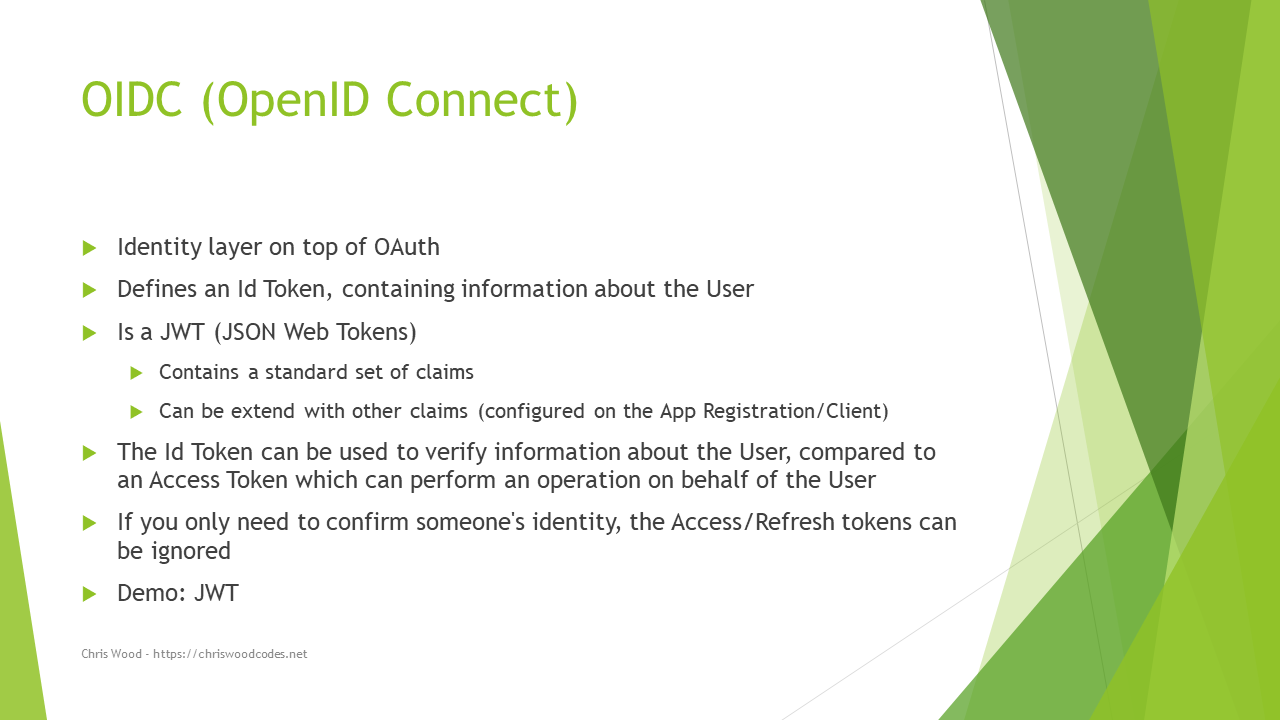 OIDC (OpenID Connect)
Identity layer on top of OAuth
Defines an Id Token, containing information about the User
Is a JWT (JSON Web Tokens)
Contains a standard set of claims
Can be extend with other claims (configured on the App Registration/Client)
The Id Token can be used to verify information about the User, compared to
an Access Token which can perform an operation on behalf of the User
If you only need to confirm someone's identity, the Access/Refresh tokens can
be ignored
Demo: JWT
Chris Wood - https://chriswoodcodes.net